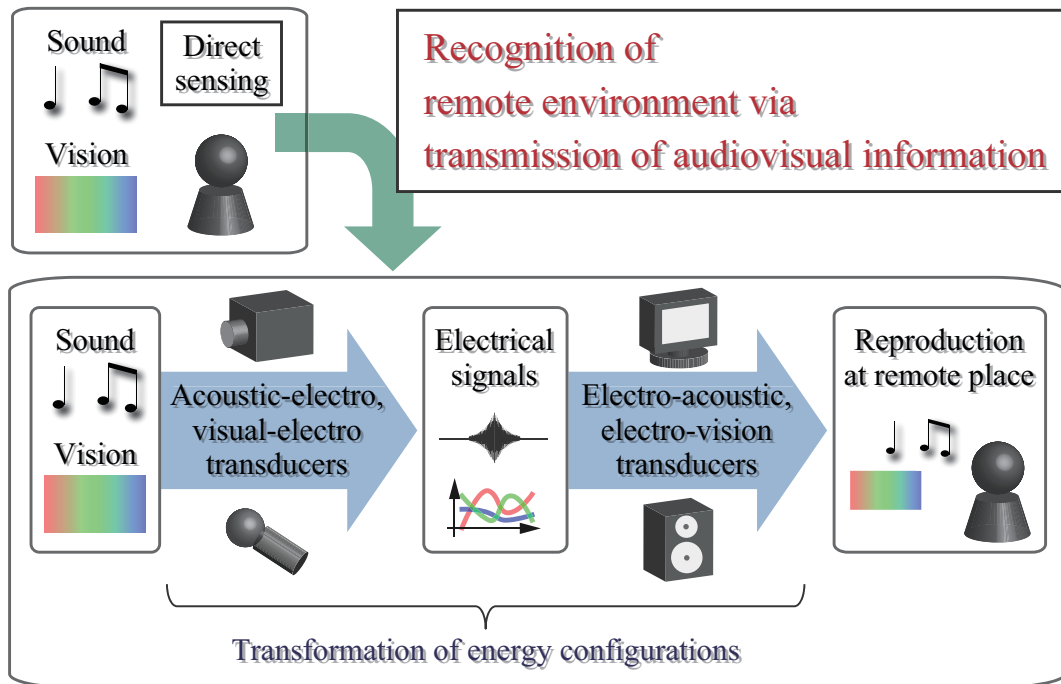 Sound
Direct
sensing
Vision
Recognition of
remote environment via
transmission of audiovisual information
Sound
Vision
Acoustic-electro,
visual-electro
transducers
Electrical
signals
Electro-acoustic,
electro-vision
transducers
Reproduction
at remote place
Transformation of energy configurations